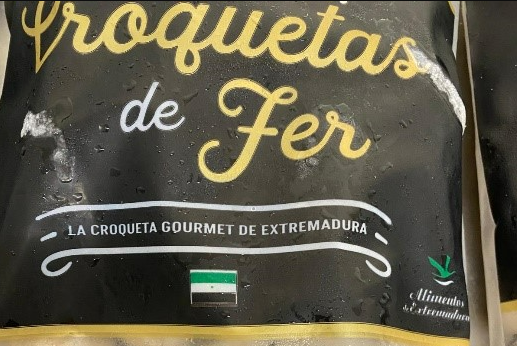 Croquetas
de Fer
LA CROQUETA GOURMET DE EXTREMADURA
Alimentos
de Extremadura